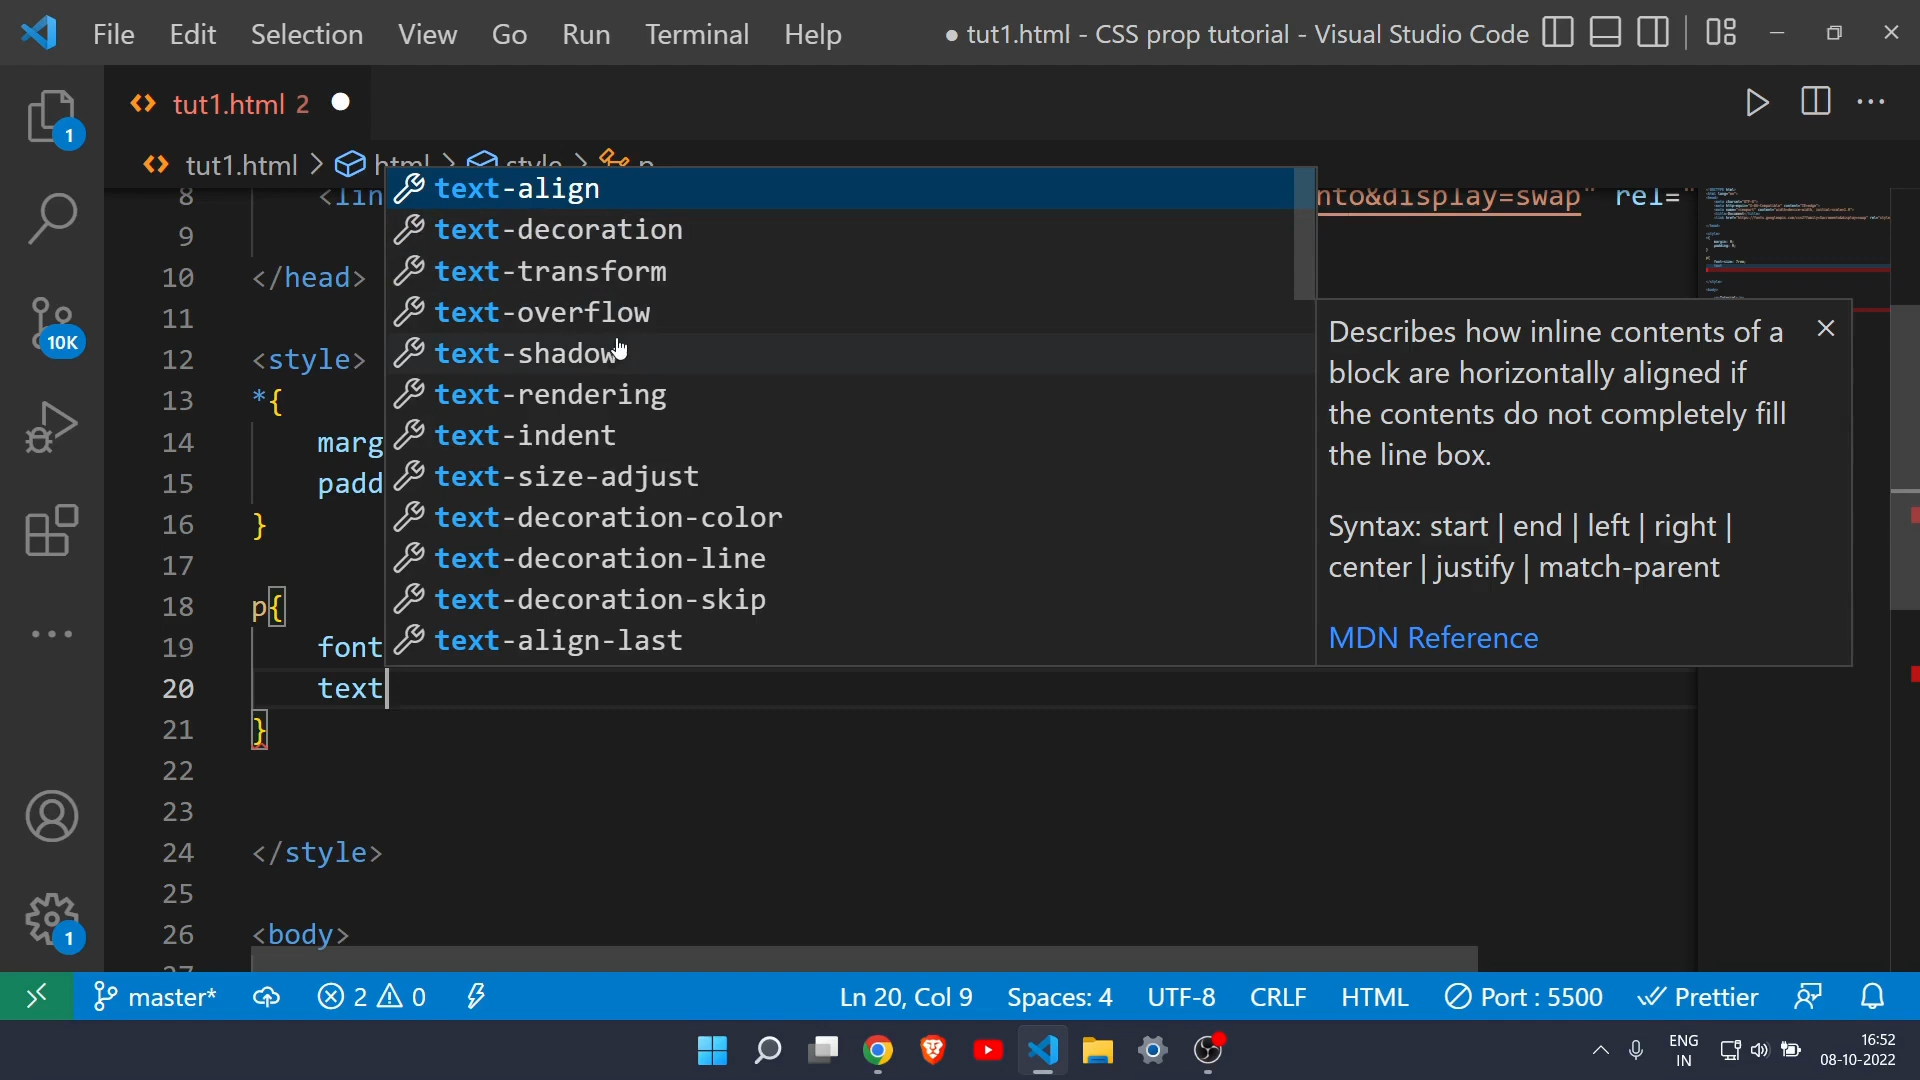 File Edit Selection View Go Run Terminal Help ● tut1.html - CSS prop tutorial - Visual Studio Code
tut1.html 2
tut1.html > html > style > p
8 <lin nto&display=swap" rel="
9
10 </head>
11
12 <style>
13 *{
14 marg
15 padd
16 }
17
18 p{
19 font
20 text
21 }
22
23
24 </style>
25
26 <body>
27
text-align
text-decoration
text-transform
text-overflow
text-shadow
text-rendering
text-indent
text-size-adjust
text-decoration-color
text-decoration-line
text-decoration-skip
text-align-last
Describes how inline contents of a
block are horizontally aligned if
the contents do not completely fill
the line box.
Syntax: start | end | left | right |
center | justify | match-parent
MDN Reference
1
10K
1
master* 2 0 Ln 20, Col 9 Spaces: 4 UTF-8 CRLF HTML Port : 5500 Prettier
ENG
IN
16:52
08-10-2022